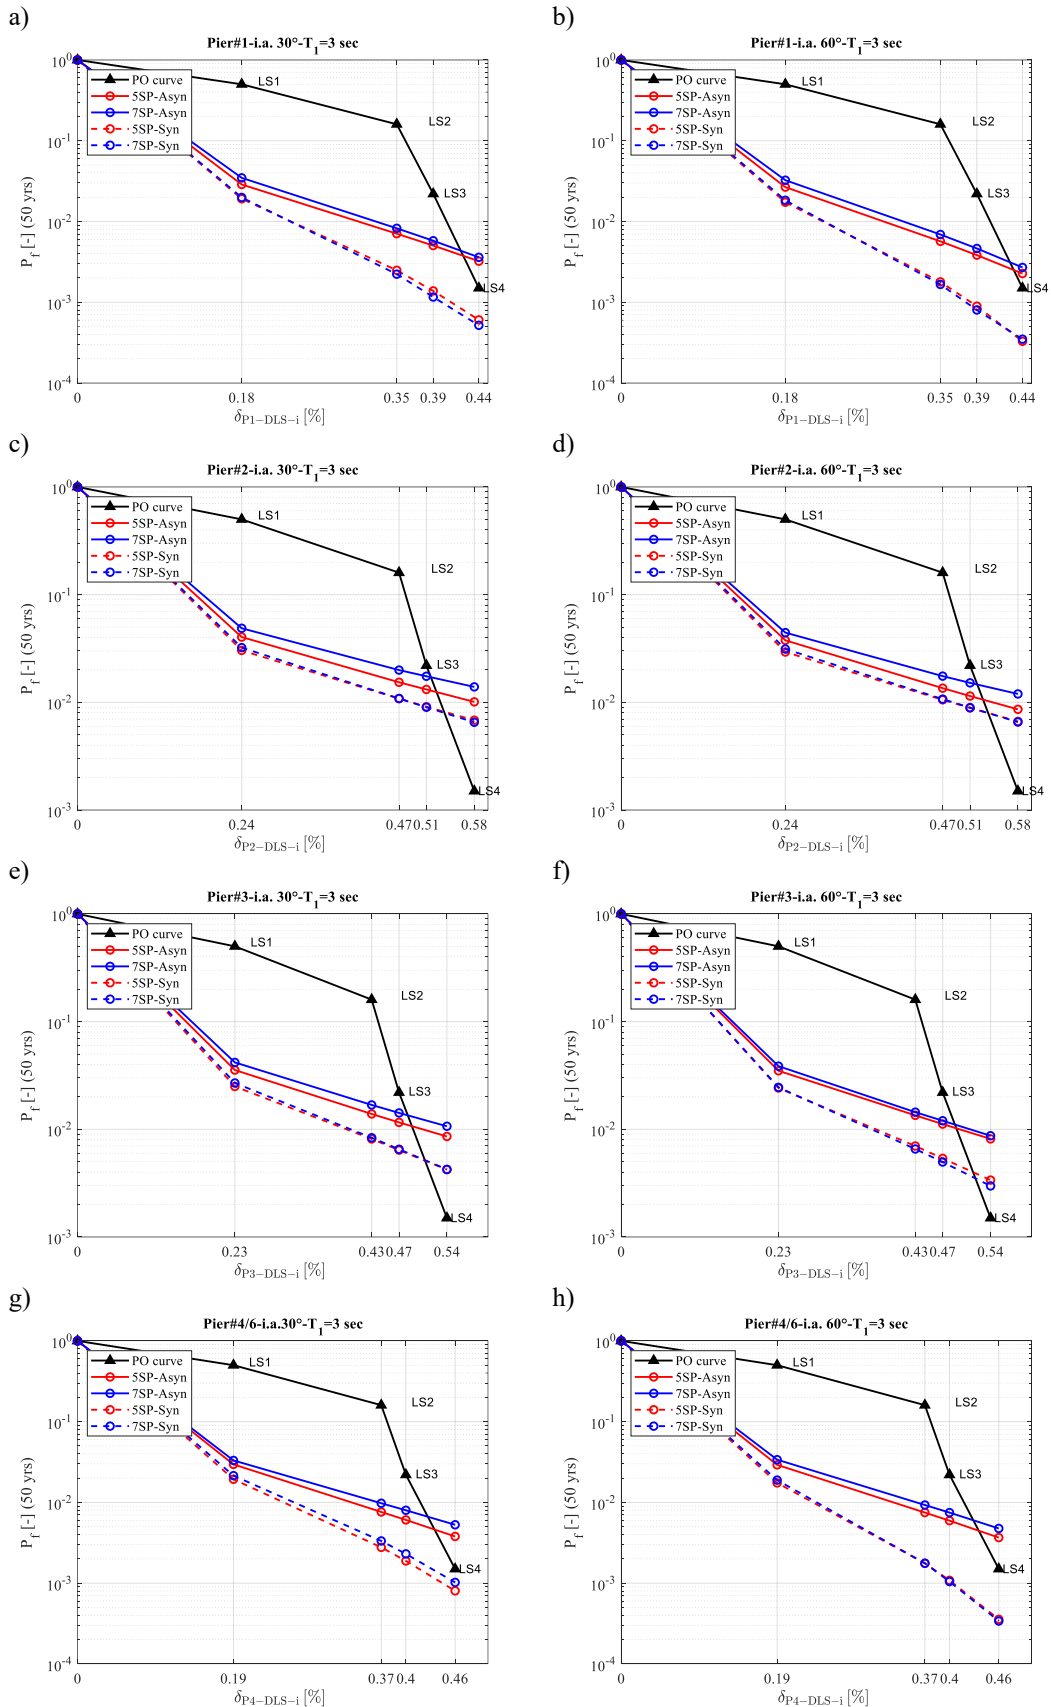 a)
Pier#1-i.a. 30°-T1=3 sec
10^0
10^-1
10^-2
10^-3
10^-4
P_f [-] (50 yrs)
PO curve
5SP-Asyn
7SP-Asyn
5SP-Syn
7SP-Syn
LS1
LS2
LS3
LS4
0 0.18 0.35 0.39 0.44
δP1−DLS−i [%]
b)
Pier#1-i.a. 60°-T1=3 sec
10^0
10^-1
10^-2
10^-3
10^-4
P_f [-] (50 yrs)
PO curve
5SP-Asyn
7SP-Asyn
5SP-Syn
7SP-Syn
LS1
LS2
LS3
LS4
0 0.18 0.35 0.39 0.44
δP1−DLS−i [%]
c)
Pier#2-i.a. 30°-T1=3 sec
10^0
10^-1
10^-2
10^-3
P_f [-] (50 yrs)
PO curve
5SP-Asyn
7SP-Asyn
5SP-Syn
7SP-Syn
LS1
LS2
LS3
LS4
0 0.24 0.47 0.51 0.58
δP2−DLS−i [%]
d)
Pier#2-i.a. 60°-T1=3 sec
10^0
10^-1
10^-2
10^-3
P_f [-] (50 yrs)
PO curve
5SP-Asyn
7SP-Asyn
5SP-Syn
7SP-Syn
LS1
LS2
LS3
LS4
0 0.24 0.47 0.51 0.58
δP2−DLS−i [%]
e)
Pier#3-i.a. 30°-T1=3 sec
10^0
10^-1
10^-2
10^-3
P_f [-] (50 yrs)
PO curve
5SP-Asyn
7SP-Asyn
5SP-Syn
7SP-Syn
LS1
LS2
LS3
LS4
0 0.23 0.43 0.47 0.54
δP3−DLS−i [%]
f)
Pier#3-i.a. 60°-T1=3 sec
10^0
10^-1
10^-2
10^-3
P_f [-] (50 yrs)
PO curve
5SP-Asyn
7SP-Asyn
5SP-Syn
7SP-Syn
LS1
LS2
LS3
LS4
0 0.23 0.43 0.47 0.54
δP3−DLS−i [%]
g)
Pier#4/6-i.a.30°-T1=3 sec
10^0
10^-1
10^-2
10^-3
10^-4
P_f [-] (50 yrs)
PO curve
5SP-Asyn
7SP-Asyn
5SP-Syn
7SP-Syn
LS1
LS2
LS3
LS4
0 0.19 0.37 0.4 0.46
δP4−DLS−i [%]
h)
Pier#4/6-i.a. 60°-T1=3 sec
10^0
10^-1
10^-2
10^-3
10^-4
P_f [-] (50 yrs)
PO curve
5SP-Asyn
7SP-Asyn
5SP-Syn
7SP-Syn
LS1
LS2
LS3
LS4
0 0.19 0.37 0.4 0.46
δP4−DLS−i [%]